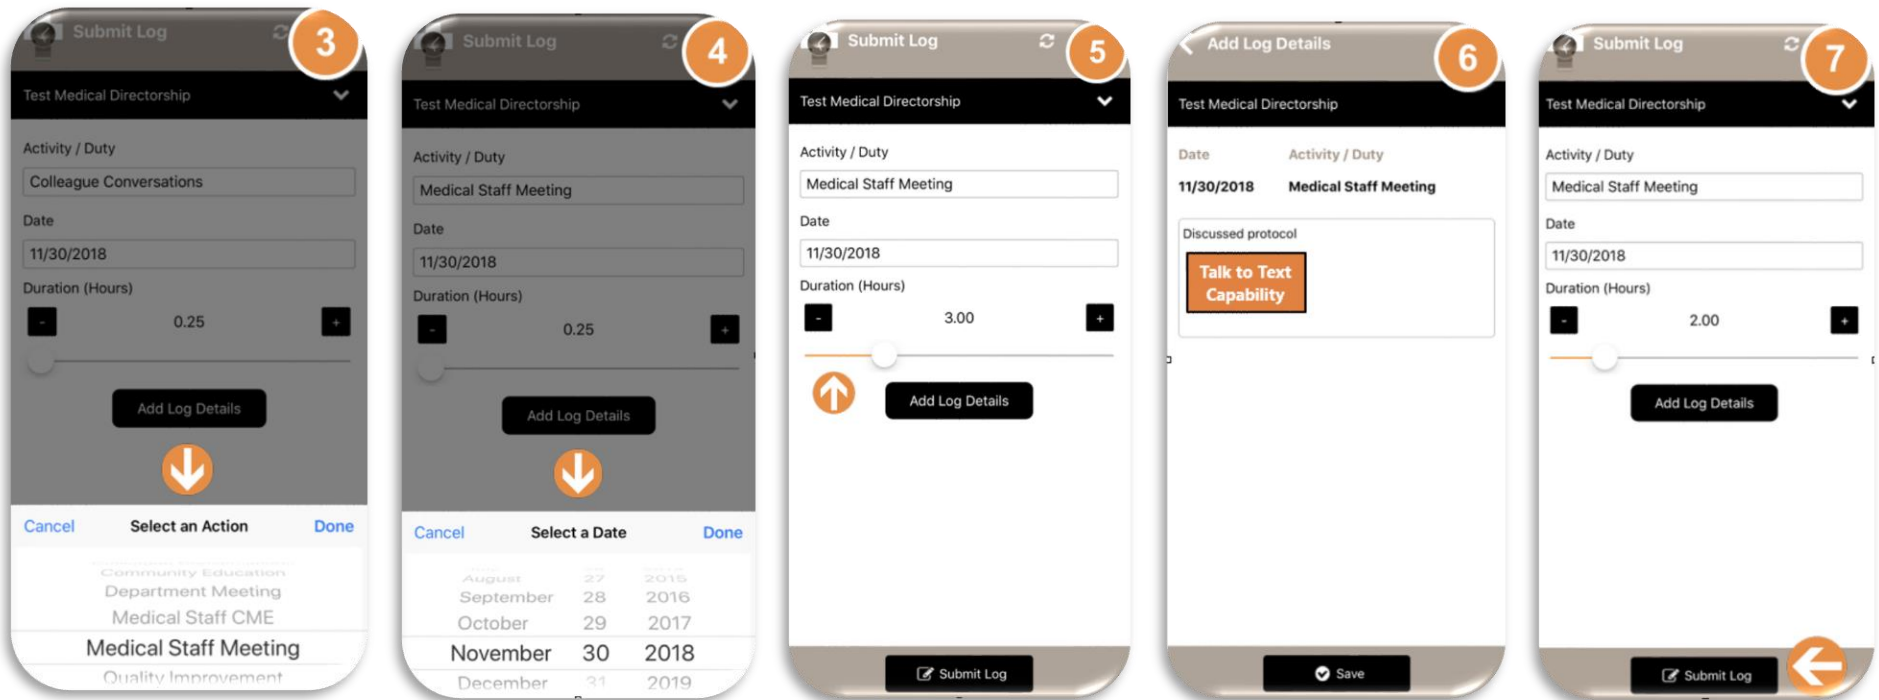 Submit Log
3
Test Medical Directorship
Activity / Duty
Colleague Conversations
Date
11/30/2018
Duration (Hours)
- 0.25 +
Add Log Details
Cancel Select an Action Done
Community Education
Department Meeting
Medical Staff CME
Medical Staff Meeting
Quality Improvement
Submit Log
4
Test Medical Directorship
Activity / Duty
Medical Staff Meeting
Date
11/30/2018
Duration (Hours)
- 0.25 +
Add Log Details
Cancel Select a Date Done
August 27 2015
September 28 2016
October 29 2017
November 30 2018
December 31 2019
Submit Log
5
Test Medical Directorship
Activity / Duty
Medical Staff Meeting
Date
11/30/2018
Duration (Hours)
- 3.00 +
Add Log Details
Submit Log
Add Log Details
6
Test Medical Directorship
Date Activity / Duty
11/30/2018 Medical Staff Meeting
Discussed protocol
Talk to Text
Capability
Save
Submit Log
7
Test Medical Directorship
Activity / Duty
Medical Staff Meeting
Date
11/30/2018
Duration (Hours)
- 2.00 +
Add Log Details
Submit Log